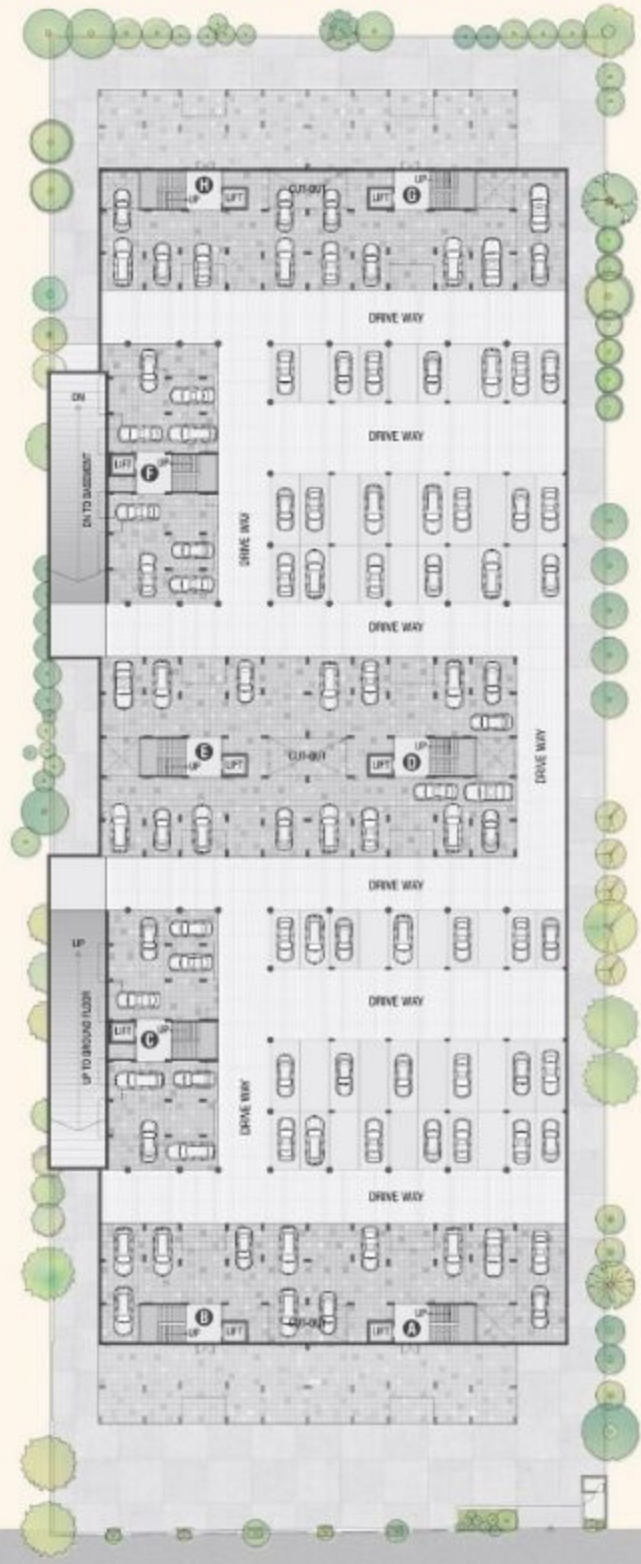 UP
H
UP
LIFT
CUT-OUT
LIFT
G
DRIVE WAY
DRIVE WAY
DN
DN TO BASEMENT
LIFT
UP
F
DRIVE WAY
DRIVE WAY
E
UP
LIFT
CUT-OUT
UP
LIFT
D
DRIVE WAY
DRIVE WAY
UP
UP TO GROUND FLOOR
DRIVE WAY
LIFT
UP
C
DRIVE WAY
DRIVE WAY
B
UP
LIFT
CUT-OUT
UP
LIFT
A